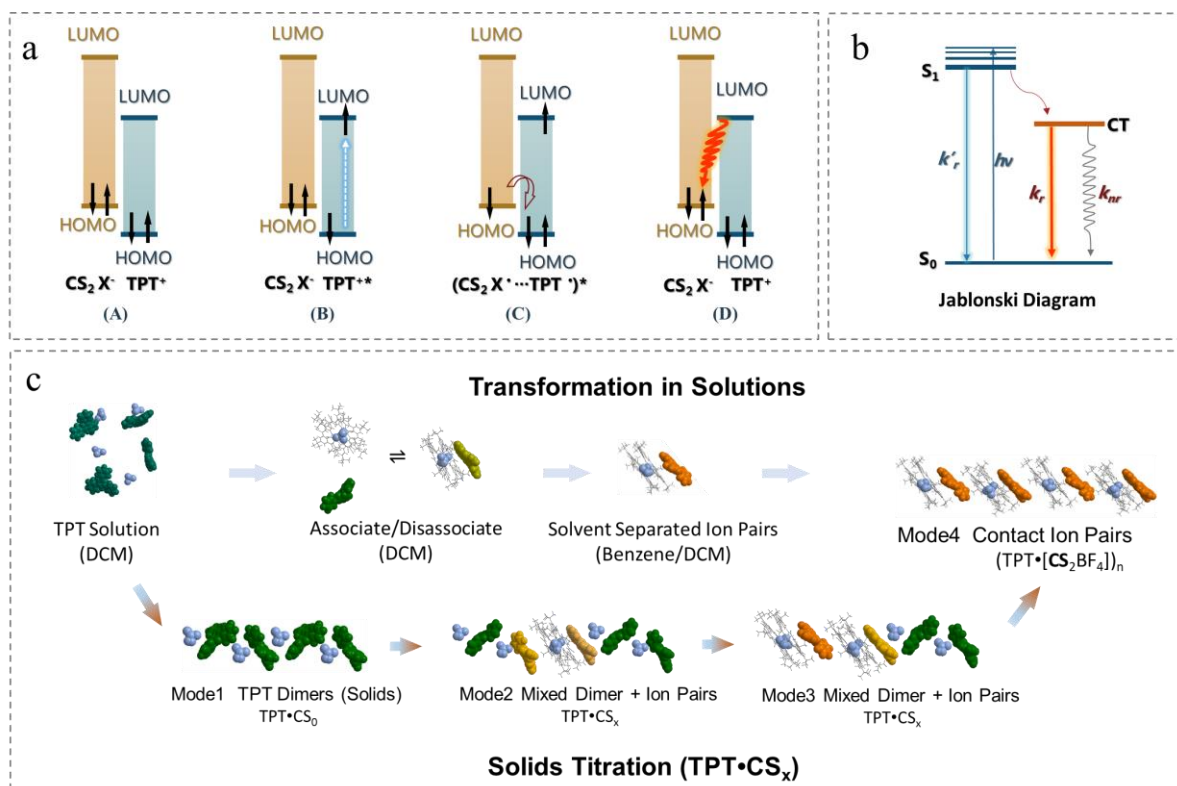 a
LUMO LUMO LUMO LUMO
LUMO LUMO LUMO LUMO
HOMO HOMO HOMO HOMO
HOMO HOMO HOMO HOMO
CS₂ X⁻ TPT⁺ CS₂ X⁻ TPT⁺* (CS₂ X•···TPT •)* CS₂ X⁻ TPT⁺
(A) (B) (C) (D)
b
S₁
CT
k'ᵣ hν kᵣ kₙᵣ
S₀
Jablonski Diagram
c
Transformation in Solutions
⇌
TPT Solution
(DCM)
Associate/Disassociate
(DCM)
Solvent Separated Ion Pairs
(Benzene/DCM)
Mode4 Contact Ion Pairs
(TPT•[CS₂BF₄])ₙ
Mode1 TPT Dimers (Solids)
TPT•CS₀
Mode2 Mixed Dimer + Ion Pairs
TPT•CSₓ
Mode3 Mixed Dimer + Ion Pairs
TPT•CSₓ
Solids Titration (TPT•CSₓ)